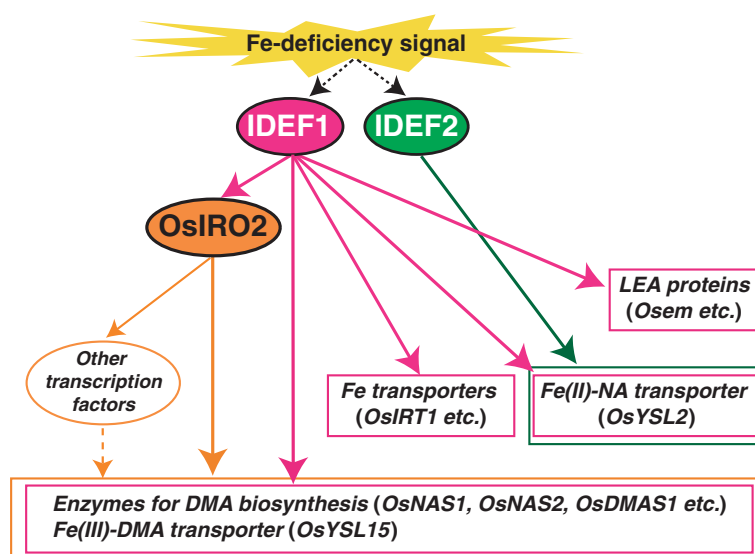 Fe-deficiency signal
IDEF1
IDEF2
OsIRO2
LEA proteins
(Osem etc.)
Other
transcription
factors
Fe transporters
(OsIRT1 etc.)
Fe(II)-NA transporter
(OsYSL2)
Enzymes for DMA biosynthesis (OsNAS1, OsNAS2, OsDMAS1 etc.)
Fe(III)-DMA transporter (OsYSL15)